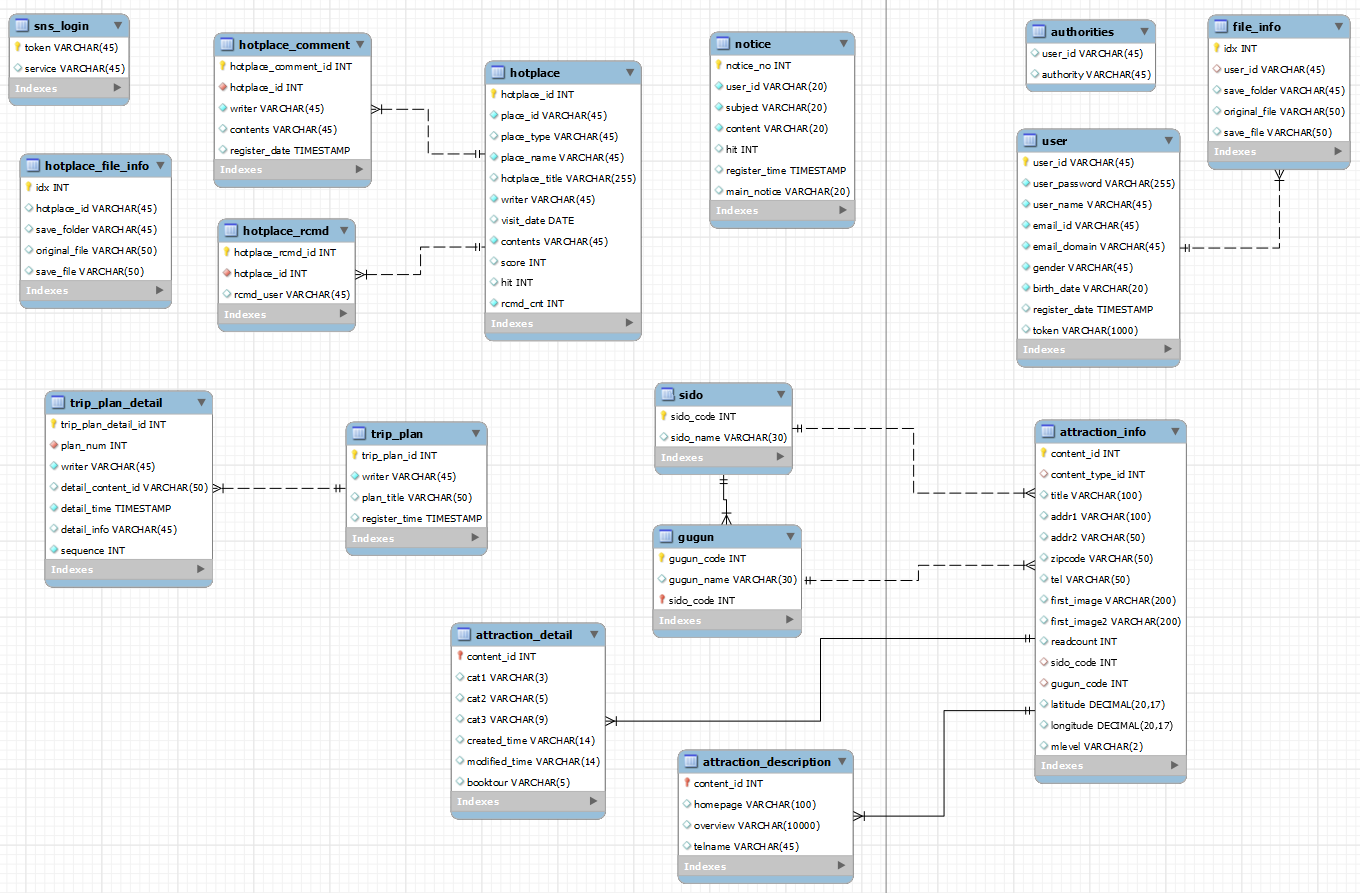 sns_login
token VARCHAR(45)
service VARCHAR(45)
Indexes
hotplace_comment
hotplace_comment_id INT
hotplace_id INT
writer VARCHAR(45)
contents VARCHAR(45)
register_date TIMESTAMP
Indexes
hotplace
hotplace_id INT
place_id VARCHAR(45)
place_type VARCHAR(45)
place_name VARCHAR(45)
hotplace_title VARCHAR(255)
writer VARCHAR(45)
visit_date DATE
contents VARCHAR(45)
score INT
hit INT
rcmd_cnt INT
Indexes
notice
notice_no INT
user_id VARCHAR(20)
subject VARCHAR(20)
content VARCHAR(20)
hit INT
register_time TIMESTAMP
main_notice VARCHAR(20)
Indexes
authorities
user_id VARCHAR(45)
authority VARCHAR(45)
Indexes
file_info
idx INT
user_id VARCHAR(45)
save_folder VARCHAR(45)
original_file VARCHAR(50)
save_file VARCHAR(50)
Indexes
hotplace_file_info
idx INT
hotplace_id VARCHAR(45)
save_folder VARCHAR(45)
original_file VARCHAR(50)
save_file VARCHAR(50)
Indexes
hotplace_rcmd
hotplace_rcmd_id INT
hotplace_id INT
rcmd_user VARCHAR(45)
Indexes
user
user_id VARCHAR(45)
user_password VARCHAR(255)
user_name VARCHAR(45)
email_id VARCHAR(45)
email_domain VARCHAR(45)
gender VARCHAR(45)
birth_date VARCHAR(20)
register_date TIMESTAMP
token VARCHAR(1000)
Indexes
trip_plan_detail
trip_plan_detail_id INT
plan_num INT
writer VARCHAR(45)
detail_content_id VARCHAR(50)
detail_time TIMESTAMP
detail_info VARCHAR(45)
sequence INT
Indexes
trip_plan
trip_plan_id INT
writer VARCHAR(45)
plan_title VARCHAR(50)
register_time TIMESTAMP
Indexes
sido
sido_code INT
sido_name VARCHAR(30)
Indexes
gugun
gugun_code INT
gugun_name VARCHAR(30)
sido_code INT
Indexes
attraction_info
content_id INT
content_type_id INT
title VARCHAR(100)
addr1 VARCHAR(100)
addr2 VARCHAR(50)
zipcode VARCHAR(50)
tel VARCHAR(50)
first_image VARCHAR(200)
first_image2 VARCHAR(200)
readcount INT
sido_code INT
gugun_code INT
latitude DECIMAL(20,17)
longitude DECIMAL(20,17)
mlevel VARCHAR(2)
Indexes
attraction_detail
content_id INT
cat1 VARCHAR(3)
cat2 VARCHAR(5)
cat3 VARCHAR(9)
created_time VARCHAR(14)
modified_time VARCHAR(14)
booktour VARCHAR(5)
Indexes
attraction_description
content_id INT
homepage VARCHAR(100)
overview VARCHAR(10000)
telname VARCHAR(45)
Indexes